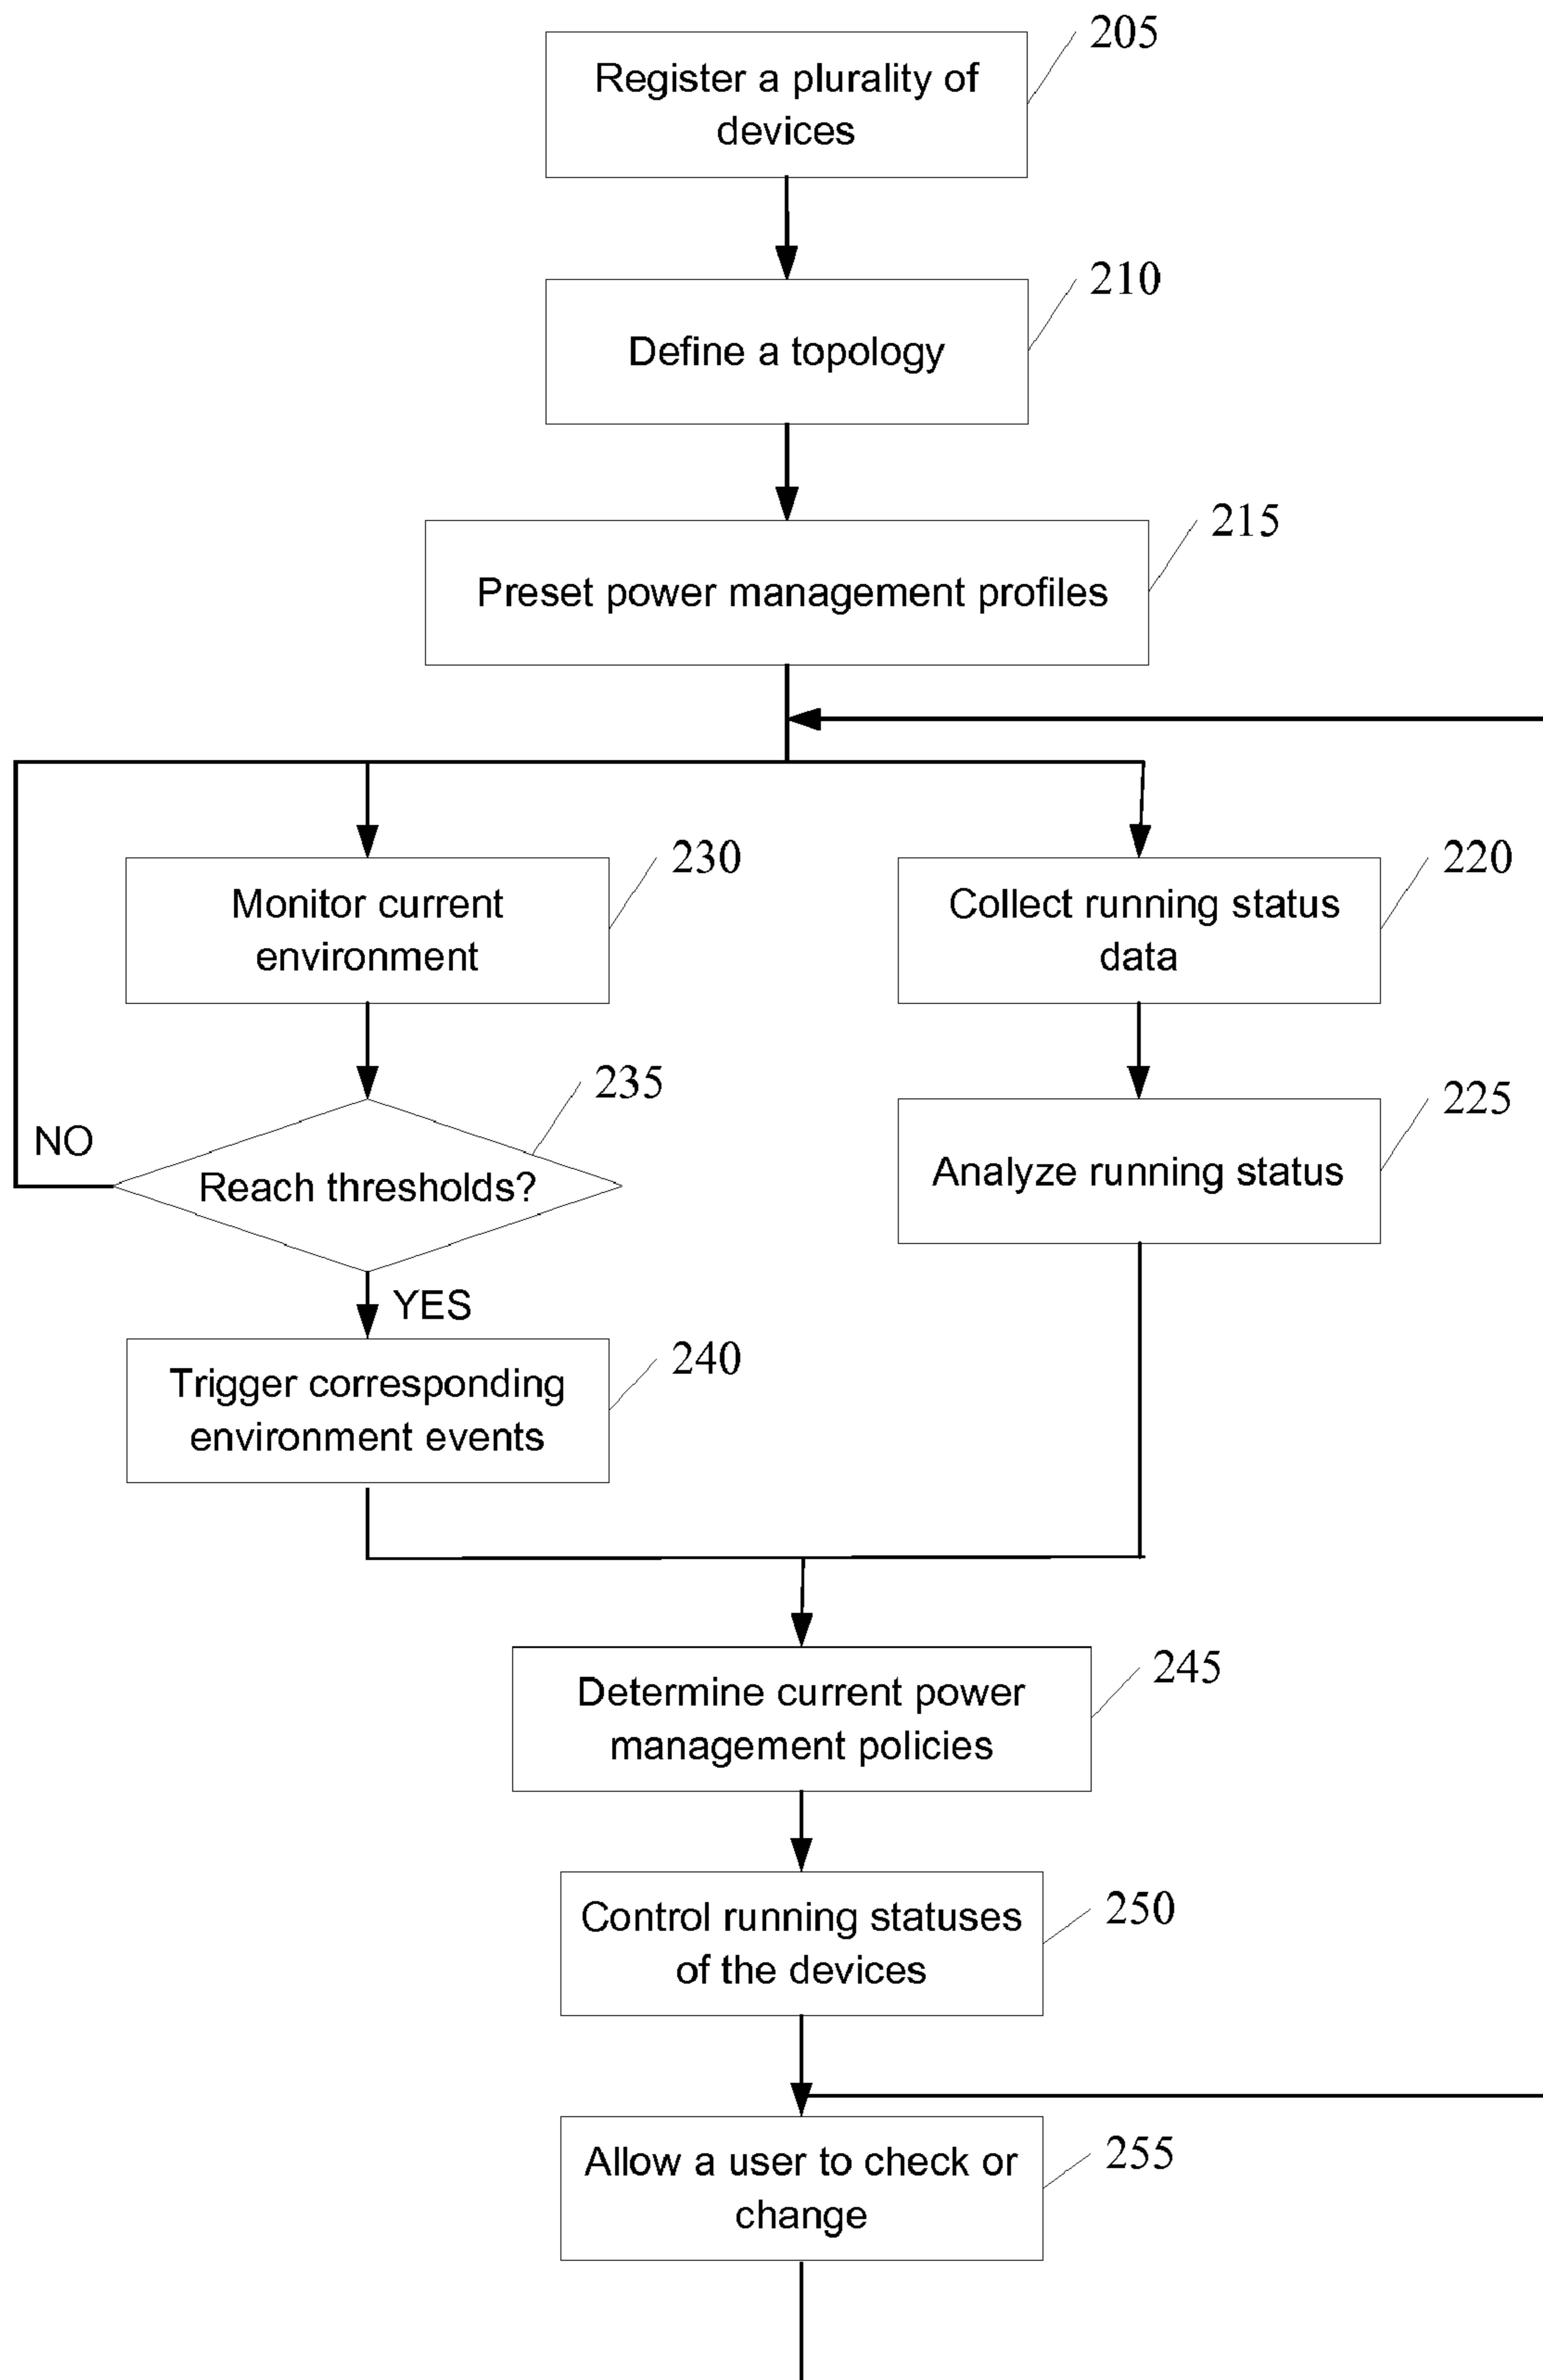 205
Register a plurality of
devices
210
Define a topology
215
Preset power management profiles
230
Monitor current
environment
220
Collect running status
data
235
NO
Reach thresholds?
225
Analyze running status
YES
240
Trigger corresponding
environment events
245
Determine current power
management policies
250
Control running statuses
of the devices
255
Allow a user to check or
change